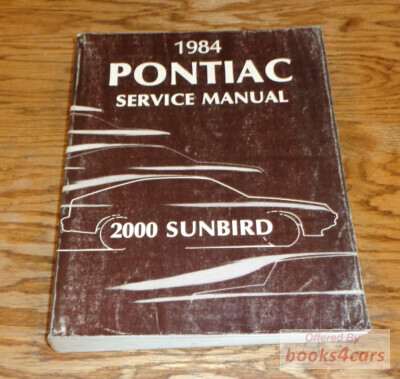 1984
PONTIAC
SERVICE MANUAL
2000 SUNBIRD
Offered By
books4cars